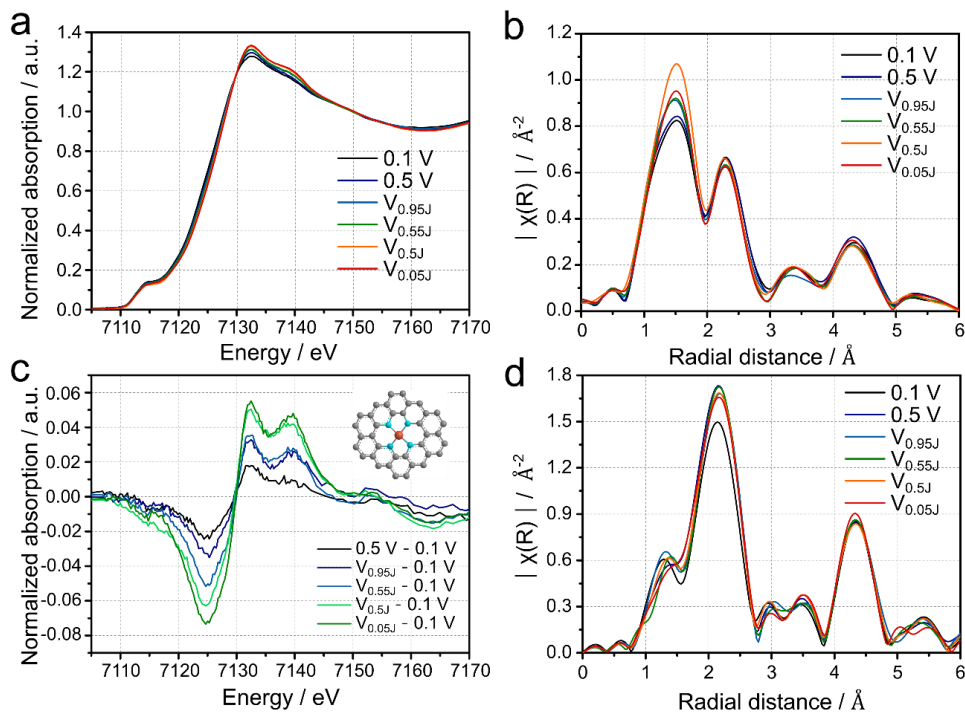 a
Normalized absorption / a.u.
1.4
1.2
1.0
0.8
0.6
0.4
0.2
0.0
7110 7120 7130 7140 7150 7160 7170
Energy / eV
0.1 V
0.5 V
V0.95J
V0.55J
V0.5J
V0.05J
b
| χ(R) | / Å-2
1.2
1.0
0.8
0.6
0.4
0.2
0.0
0 1 2 3 4 5 6
Radial distance / Å
0.1 V
0.5 V
V0.95J
V0.55J
V0.5J
V0.05J
c
Normalized absorption / a.u.
0.06
0.04
0.02
0.00
-0.02
-0.04
-0.06
-0.08
7110 7120 7130 7140 7150 7160 7170
Energy / eV
0.5 V - 0.1 V
V0.95J - 0.1 V
V0.55J - 0.1 V
V0.5J - 0.1 V
V0.05J - 0.1 V
d
| χ(R) | / Å-2
1.8
1.5
1.2
0.9
0.6
0.3
0.0
0 1 2 3 4 5 6
Radial distance / Å
0.1 V
0.5 V
V0.95J
V0.55J
V0.5J
V0.05J